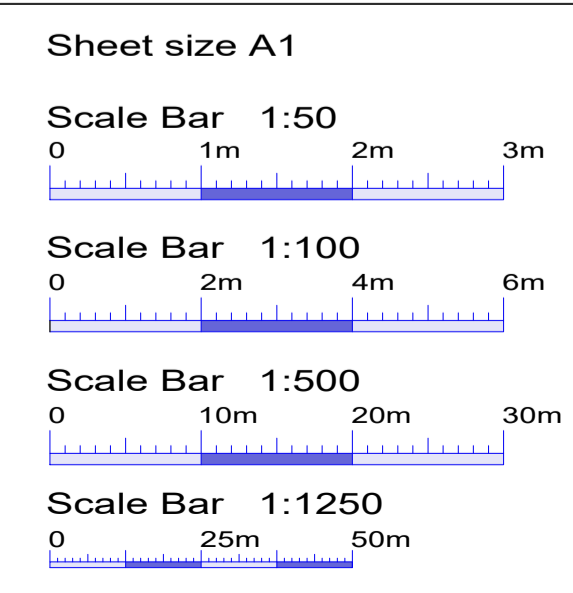 Sheet size A1
Scale Bar 1:50
0 1m 2m 3m
Scale Bar 1:100
0 2m 4m 6m
Scale Bar 1:500
0 10m 20m 30m
Scale Bar 1:1250
0 25m 50m